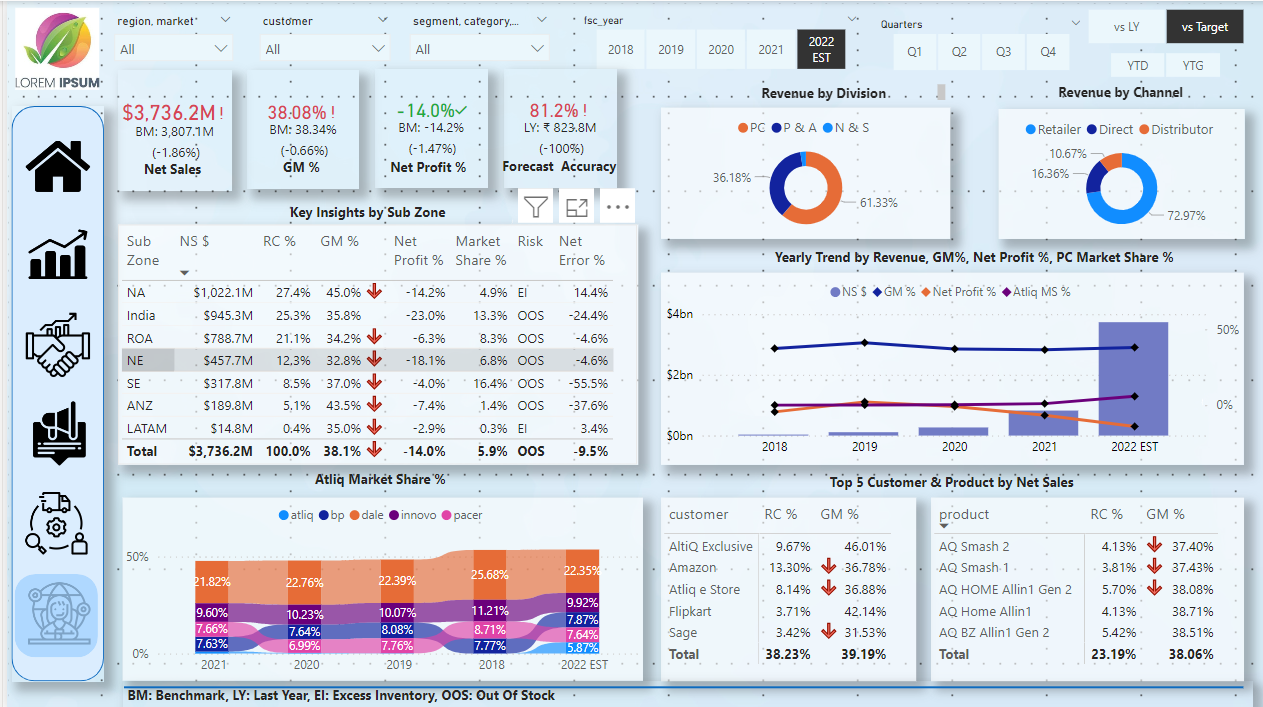 region, market
customer
segment, category,...
fsc_year
Quarters
All
All
All
2018
2019
2020
2021
2022 EST
Q1
Q2
Q3
Q4
vs LY
vs Target
YTD
YTG
LOREM IPSUM
$3,736.2M !
BM: 3,807.1M
(-1.86%)
Net Sales
38.08% !
BM: 38.34%
(-0.66%)
GM %
-14.0%✓
BM: -14.2%
(-1.47%)
Net Profit %
81.2% !
LY: ₹ 823.8M
(-100%)
Forecast Accuracy
Revenue by Division
PC P & A N & S
36.18%
61.33%
Revenue by Channel
Retailer Direct Distributor
10.67%
16.36%
72.97%
Key Insights by Sub Zone
Sub Zone NS $ RC % GM % Net Profit % Market Share % Risk Net Error %
NA $1,022.1M 27.4% 45.0% -14.2% 4.9% EI 14.4%
India $945.3M 25.3% 35.8% -23.0% 13.3% OOS -24.4%
ROA $788.7M 21.1% 34.2% -6.3% 8.3% OOS -4.6%
NE $457.7M 12.3% 32.8% -18.1% 6.8% OOS -4.6%
SE $317.8M 8.5% 37.0% -4.0% 16.4% OOS -55.5%
ANZ $189.8M 5.1% 43.5% -7.4% 1.4% OOS -37.6%
LATAM $14.8M 0.4% 35.0% -2.9% 0.3% EI 3.4%
Total $3,736.2M 100.0% 38.1% -14.0% 5.9% OOS -9.5%
Yearly Trend by Revenue, GM%, Net Profit %, PC Market Share %
NS $ GM % Net Profit % Atliq MS %
$4bn
$2bn
$0bn
50%
0%
2018 2019 2020 2021 2022 EST
Atliq Market Share %
atliq bp dale innovo pacer
50%
0%
21.82% 22.76% 22.39% 25.68% 22.35%
9.60% 10.23% 10.07% 11.21% 9.92%
7.66% 7.64% 8.08% 8.71% 7.87%
7.63% 6.99% 7.76% 7.77% 7.64%
5.87%
2021 2020 2019 2018 2022 EST
Top 5 Customer & Product by Net Sales
customer RC % GM %
AltiQ Exclusive 9.67% 46.01%
Amazon 13.30% 36.78%
Atliq e Store 8.14% 36.88%
Flipkart 3.71% 42.14%
Sage 3.42% 31.53%
Total 38.23% 39.19%
product RC % GM %
AQ Smash 2 4.13% 37.40%
AQ Smash 1 3.81% 37.43%
AQ HOME Allin1 Gen 2 5.70% 38.08%
AQ Home Allin1 4.13% 38.71%
AQ BZ Allin1 Gen 2 5.42% 38.51%
Total 23.19% 38.06%
BM: Benchmark, LY: Last Year, EI: Excess Inventory, OOS: Out Of Stock